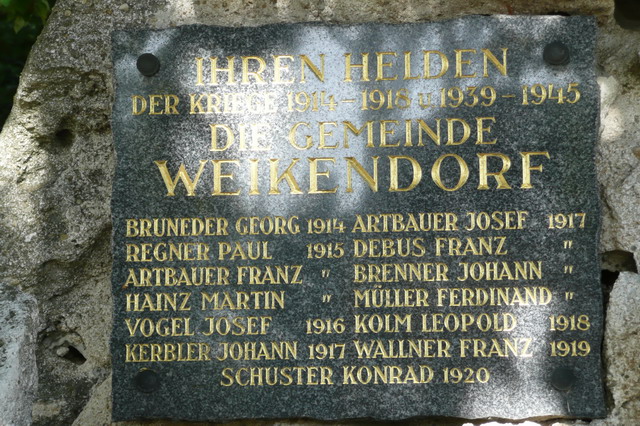 IHREN HELDEN
DER KRIEGE 1914-1918 U. 1939-1945
DIE GEMEINDE
WEIKENDORF
BRUNEDER GEORG 1914 ARTBAUER JOSEF 1917
REGNER PAUL 1915 DEBUS FRANZ "
ARTBAUER FRANZ " BRENNER JOHANN "
HAINZ MARTIN " MÜLLER FERDINAND "
VOGEL JOSEF 1916 KOLM LEOPOLD 1918
KERBLER JOHANN 1917 WALLNER FRANZ 1919
SCHUSTER KONRAD 1920